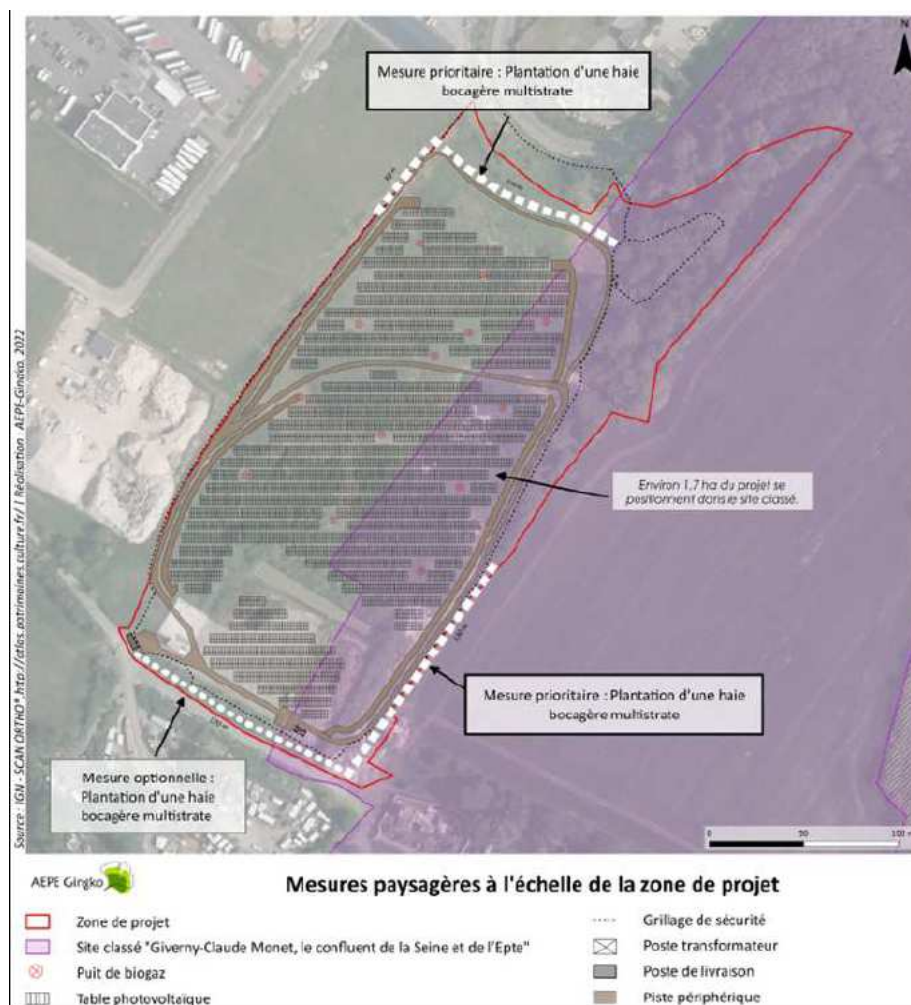 N
Mesure prioritaire : Plantation d'une haie
bocagère multistrate
Environ 1,7 ha du projet se
positionnent dans le site classé.
Mesure prioritaire : Plantation d'une haie
bocagère multistrate
Mesure optionnelle :
Plantation d'une haie
bocagère multistrate
Source : IGN - SCAN ORTHO®, http://atlas.patrimoines.culture.fr/ I Réalisation : AEPE-Gingko, 2022
0 50 100 m
AEPE Gingko
Mesures paysagères à l'échelle de la zone de projet
Zone de projet
Site classé "Giverny-Claude Monet, le confluent de la Seine et de l'Epte"
Puit de biogaz
Table photovoltaïque
Grillage de sécurité
Poste transformateur
Poste de livraison
Piste périphérique